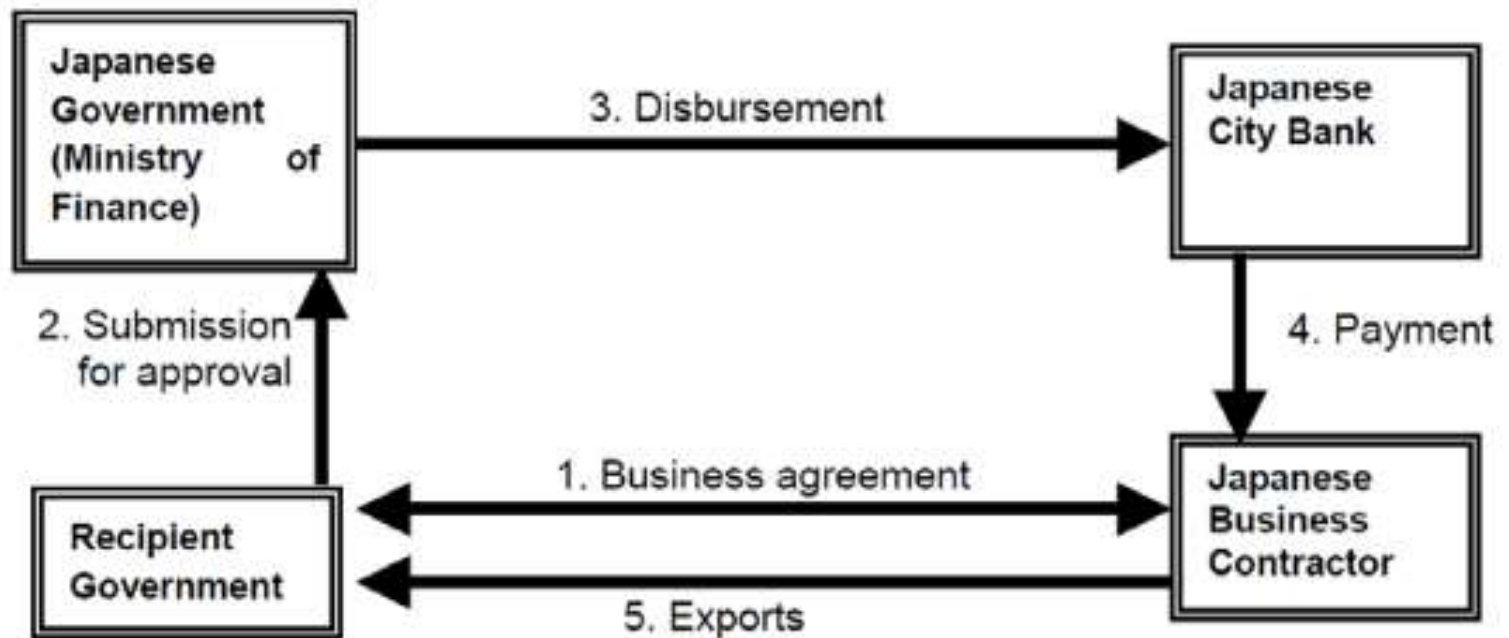 Japanese
Government
(Ministry of
Finance)
3. Disbursement
Japanese
City Bank
2. Submission
for approval
4. Payment
1. Business agreement
Recipient
Government
Japanese
Business
Contractor
5. Exports